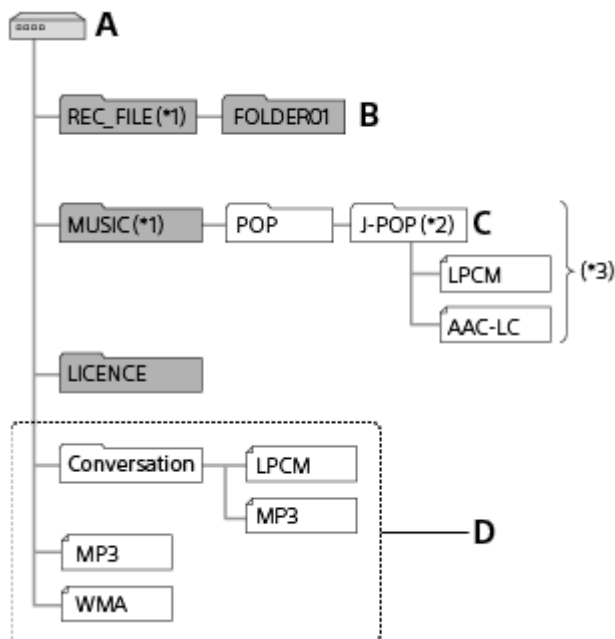 A
REC_FILE(*1) FOLDER01 B
MUSIC(*1) POP J-POP(*2) C
LPCM (*3)
AAC-LC
LICENCE
Conversation LPCM
MP3 D
MP3
WMA